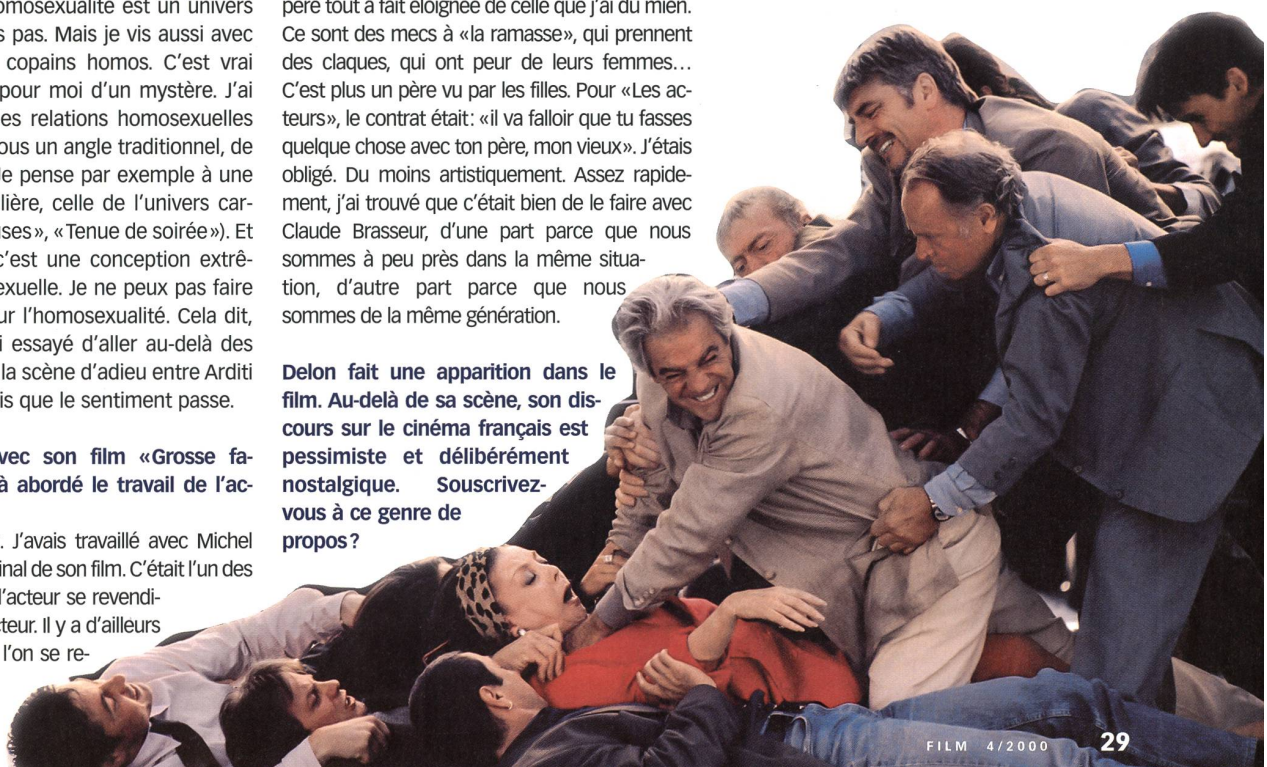 omosexualité est un univers
s pas. Mais je vis aussi avec
copains homos. C'est vrai
pour moi d'un mystère. J'ai
es relations homosexuelles
ous un angle traditionnel, de
Je pense par exemple à une
lière, celle de l'univers car-
uses», «Tenue de soirée»). Et
c'est une conception extrê-
exuelle. Je ne peux pas faire
ur l'homosexualité. Cela dit,
i essayé d'aller au-delà des
la scène d'adieu entre Arditi
is que le sentiment passe.
vec son film «Grosse fa-
à abordé le travail de l'ac-
. J'avais travaillé avec Michel
inal de son film. C'était l'un des
l'acteur se revendi-
cteur. Il y a d'ailleurs
l'on se re-
père tout à fait éloignée de celle que j'ai du mien.
Ce sont des mecs à «la ramasse», qui prennent
des claques, qui ont peur de leurs femmes…
C'est plus un père vu par les filles. Pour «Les ac-
teurs», le contrat était: «il va falloir que tu fasses
quelque chose avec ton père, mon vieux». J'étais
obligé. Du moins artistiquement. Assez rapide-
ment, j'ai trouvé que c'était bien de le faire avec
Claude Brasseur, d'une part parce que nous
sommes à peu près dans la même situa-
tion, d'autre part parce que nous
sommes de la même génération.
Delon fait une apparition dans le
film. Au-delà de sa scène, son dis-
cours sur le cinéma français est
pessimiste et délibérément
nostalgique. Souscrivez-
vous à ce genre de
propos?
FILM 4/2000 29